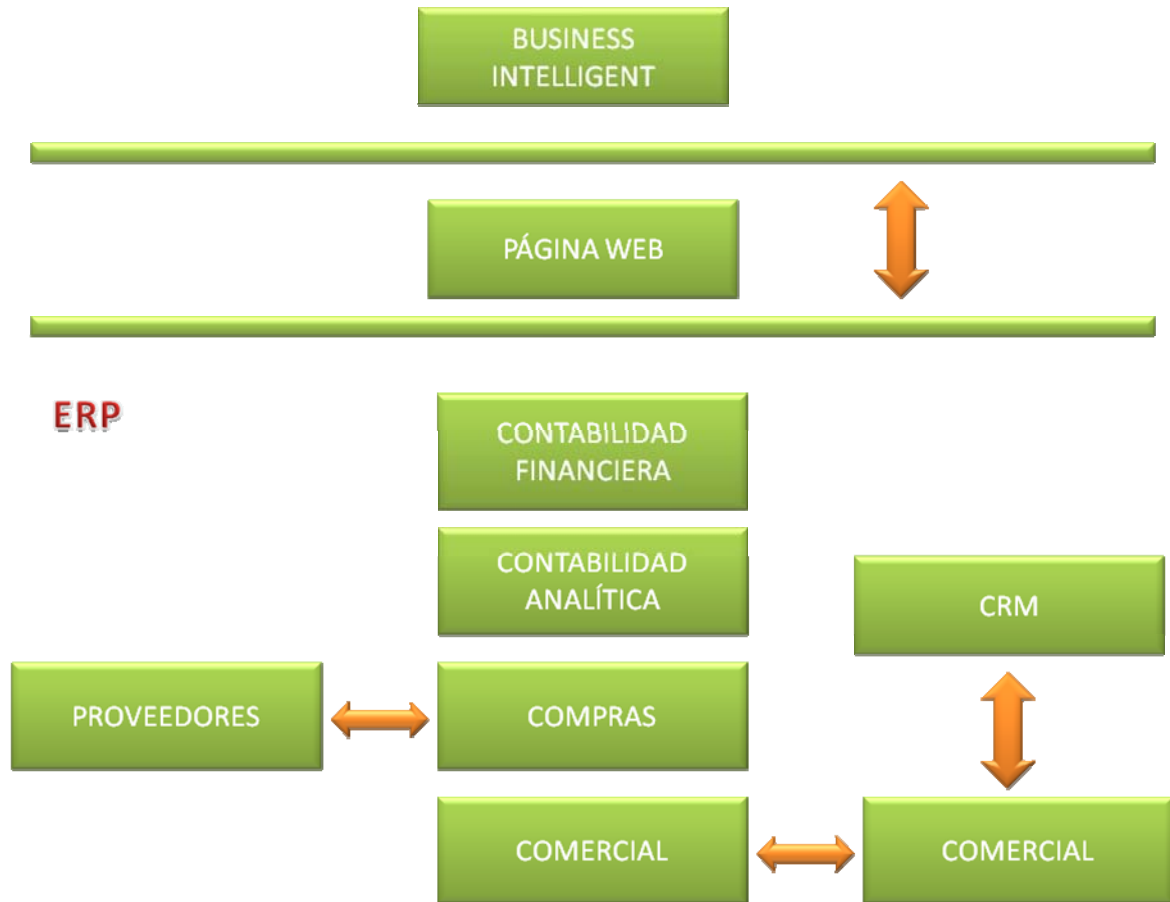 BUSINESS
INTELLIGENT
PÁGINA WEB
ERP
CONTABILIDAD
FINANCIERA
CONTABILIDAD
ANALÍTICA
CRM
PROVEEDORES
COMPRAS
COMERCIAL
COMERCIAL